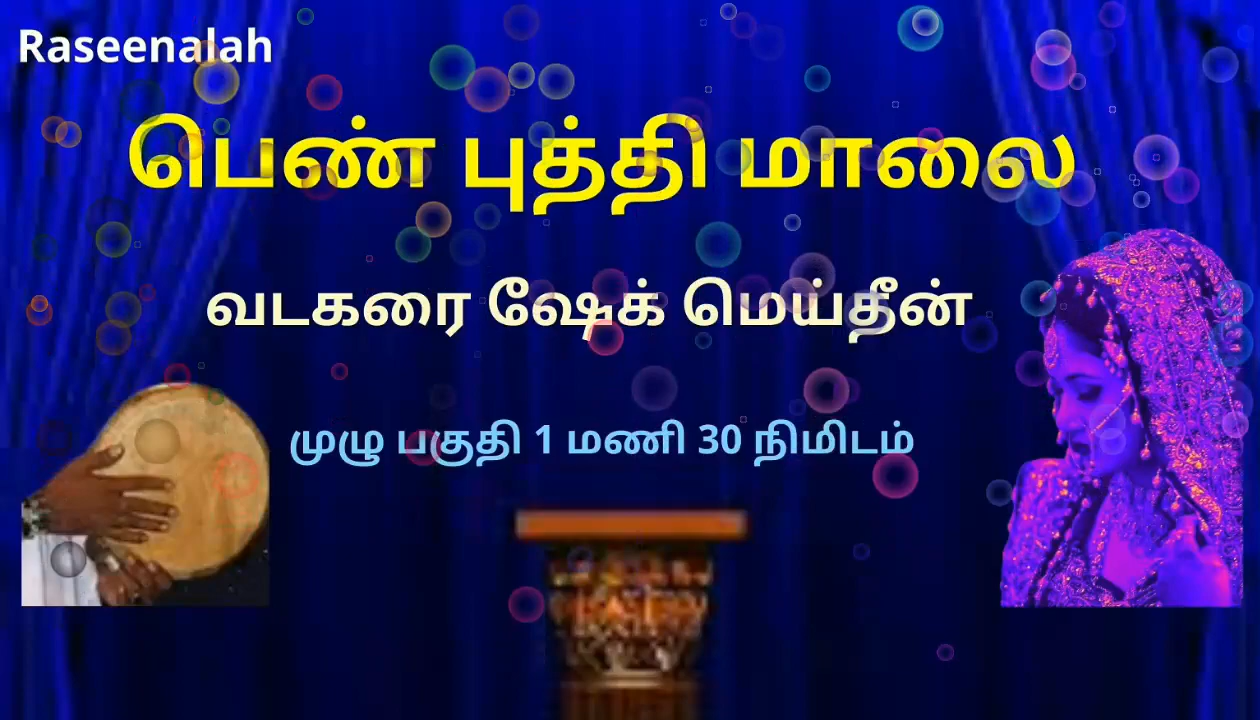 Raseenalah
பெண் புத்தி மாலை
வடகரை ஷேக் மெய்தீன்
முழு பகுதி 1 மணி 30 நிமிடம்